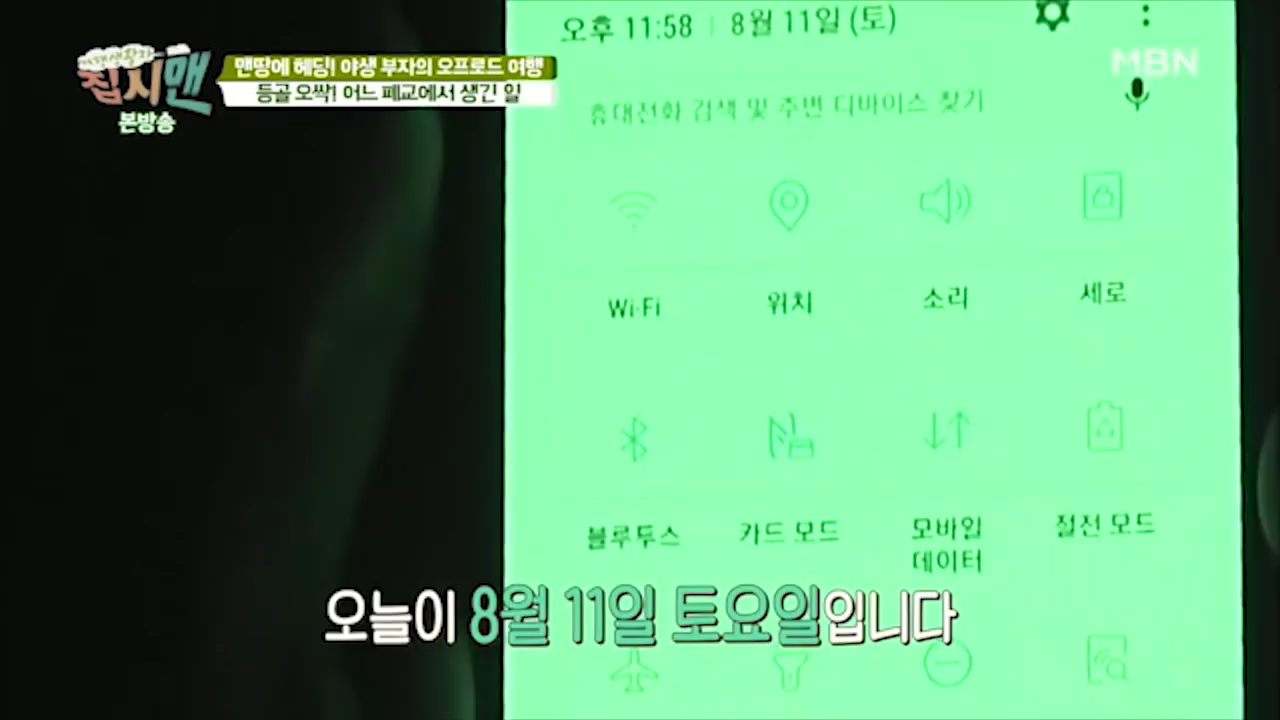 집시맨
본방송
맨땅에 헤딩! 야생 부자의 오프로드 여행
등골 오싹! 어느 폐교에서 생긴 일
MBN
오후 11:58 | 8월 11일 (토)
휴대전화 검색 및 주변 디바이스 찾기
Wi-Fi 위치 소리 세로
블루투스 카드 모드 모바일 데이터 절전 모드
오늘이 8월 11일 토요일입니다